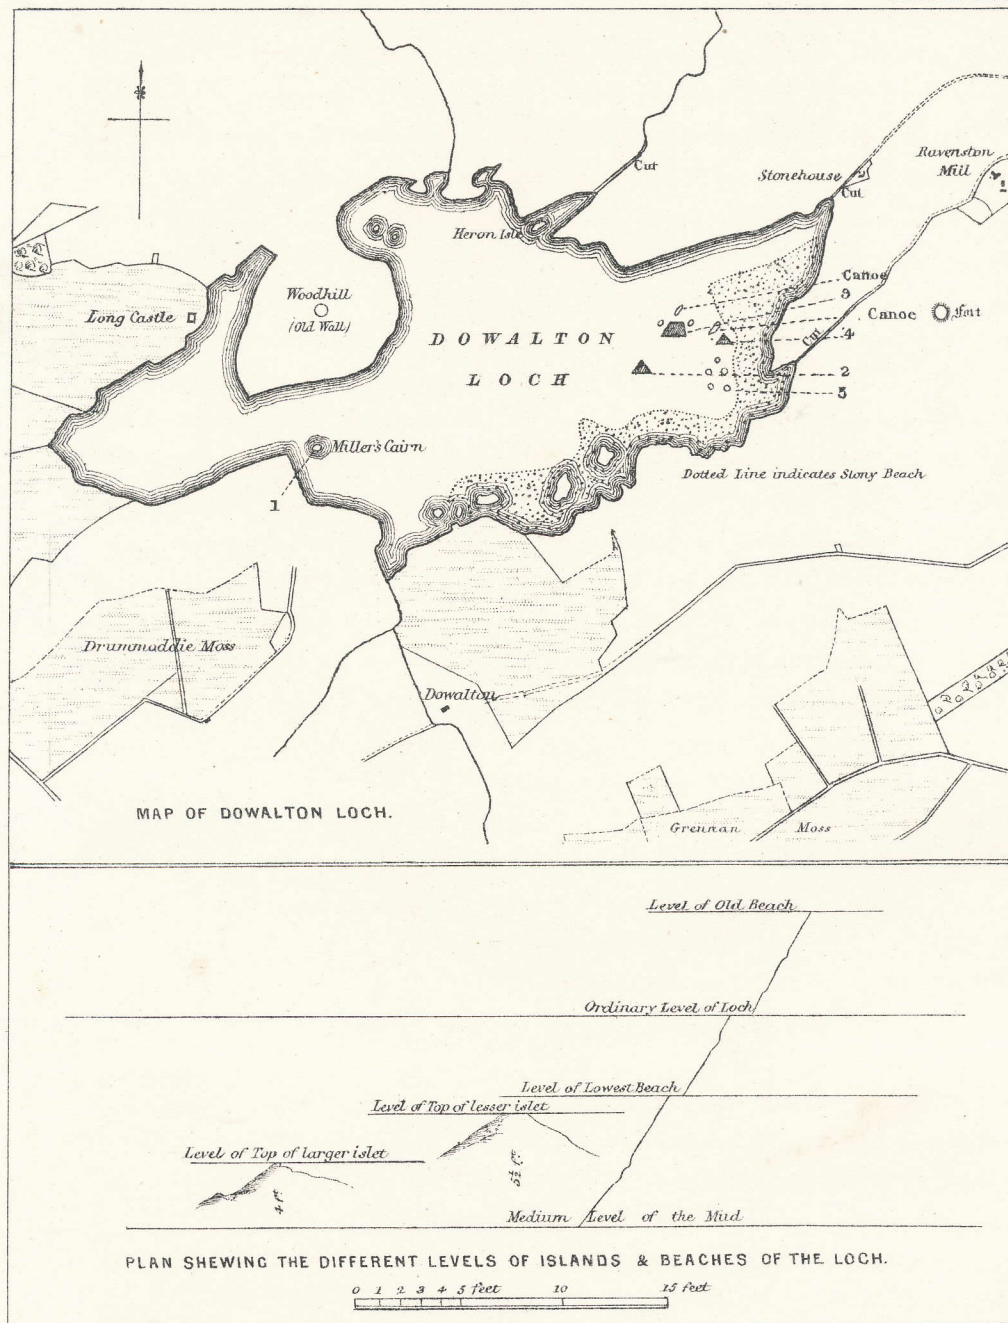 Cut
Ravenston
Mill
Stonehouse
Cut
Heron Isle
Canoe
3
Woodhill
(Old Wall)
Long Castle
DOWALTON
LOCH
Canoe
Fort
4
Cut
2
5
Miller's Cairn
1
Dotted Line indicates Stony Beach
Drummoddie Moss
Dowalton
MAP OF DOWALTON LOCH.
Grennan Moss
Level of Old Beach
Ordinary Level of Loch
Level of Lowest Beach
Level of Top of lesser islet
Level of Top of larger islet
5½ ft.
4 ft.
Medium Level of the Mud
PLAN SHEWING THE DIFFERENT LEVELS OF ISLANDS & BEACHES OF THE LOCH.
0 1 2 3 4 5 feet 10 15 feet